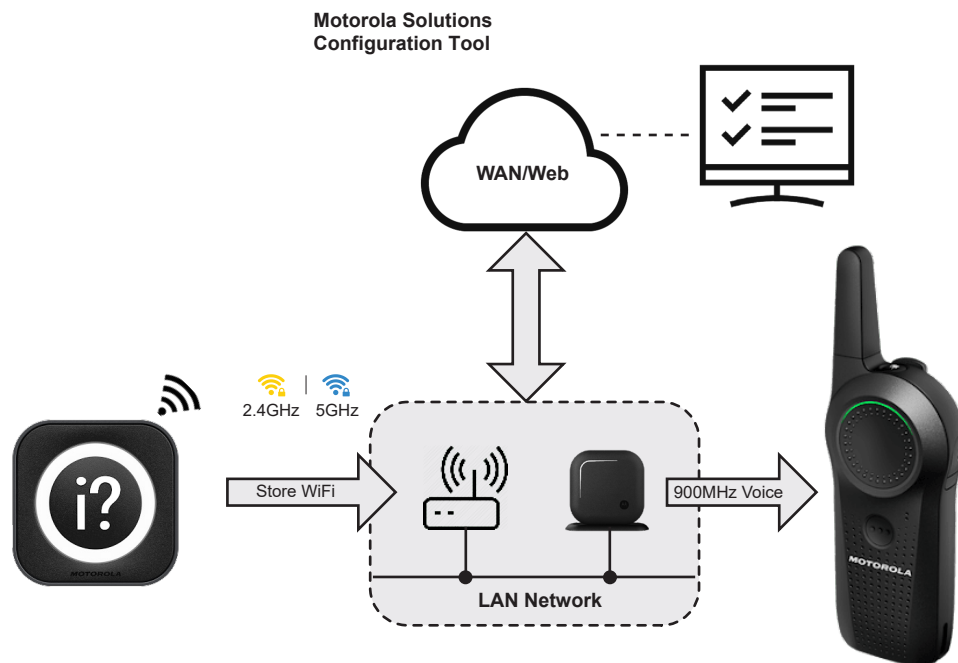 Motorola Solutions
Configuration Tool
WAN/Web
2.4GHz | 5GHz
i?
MOTOROLA
Store WiFi
900MHz Voice
MOTOROLA
LAN Network